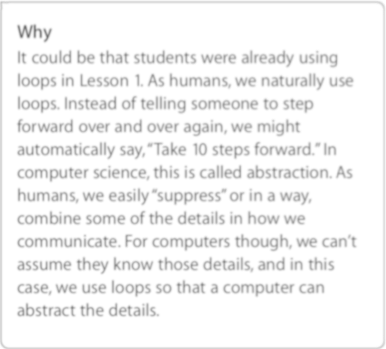 Why
It could be that students were already using
loops in Lesson 1. As humans, we naturally use
loops. Instead of telling someone to step
forward over and over again, we might
automatically say, “Take 10 steps forward.” In
computer science, this is called abstraction. As
humans, we easily “suppress” or in a way,
combine some of the details in how we
communicate. For computers though, we can’t
assume they know those details, and in this
case, we use loops so that a computer can
abstract the details.